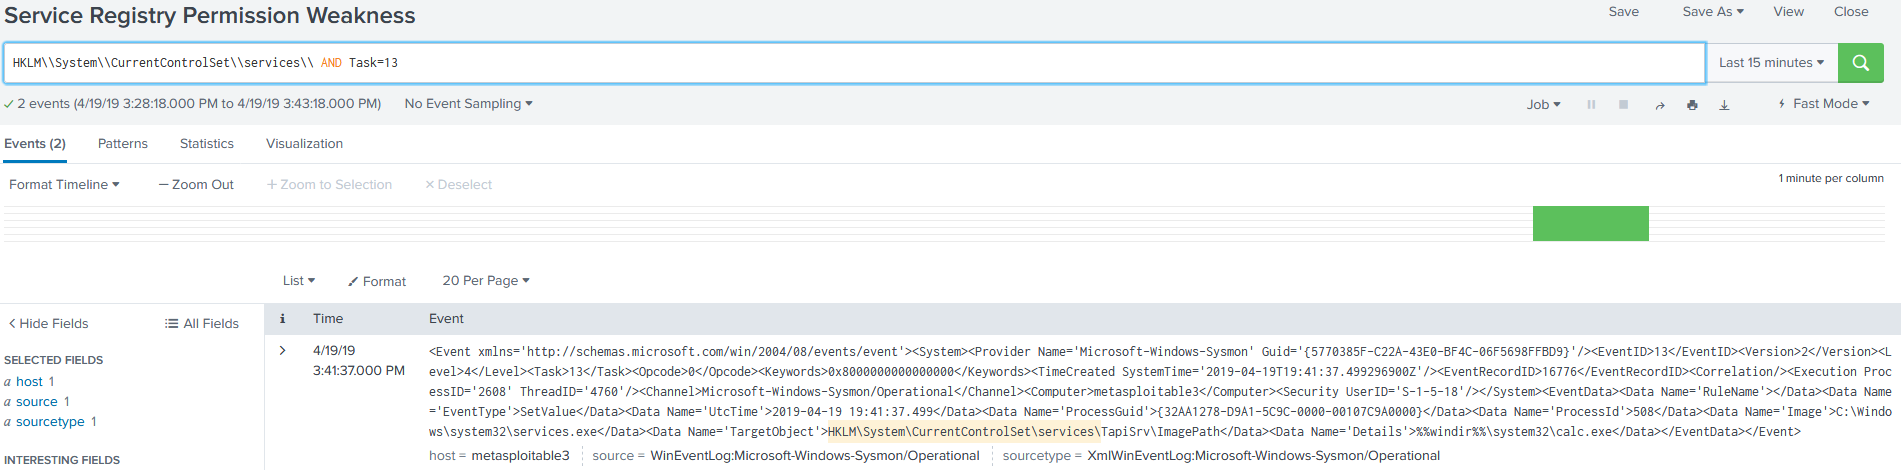 Service Registry Permission Weakness
Save Save As View Close
HKLM\\System\\CurrentControlSet\\services\\ AND Task=13
Last 15 minutes
2 events (4/19/19 3:28:18.000 PM to 4/19/19 3:43:18.000 PM) No Event Sampling
Job Fast Mode
Events (2) Patterns Statistics Visualization
Format Timeline — Zoom Out + Zoom to Selection × Deselect
1 minute per column
List Format 20 Per Page
< Hide Fields All Fields
i Time Event
SELECTED FIELDS
a host 1
a source 1
a sourcetype 1
INTERESTING FIELDS
> 4/19/19
3:41:37.000 PM
<Event xmlns='http://schemas.microsoft.com/win/2004/08/events/event'><System><Provider Name='Microsoft-Windows-Sysmon' Guid='{5770385F-C22A-43E0-BF4C-06F5698FFBD9}'/><EventID>13</EventID><Version>2</Version><L
evel>4</Level><Task>13</Task><Opcode>0</Opcode><Keywords>0x8000000000000000</Keywords><TimeCreated SystemTime='2019-04-19T19:41:37.499296900Z'/><EventRecordID>16776</EventRecordID><Correlation/><Execution Proc
essID='2608' ThreadID='4760'/><Channel>Microsoft-Windows-Sysmon/Operational</Channel><Computer>metasploitable3</Computer><Security UserID='S-1-5-18'/></System><EventData><Data Name='RuleName'></Data><Data Name
='EventType'>SetValue</Data><Data Name='UtcTime'>2019-04-19 19:41:37.499</Data><Data Name='ProcessGuid'>{32AA1278-D9A1-5C9C-0000-00107C9A0000}</Data><Data Name='ProcessId'>508</Data><Data Name='Image'>C:\Wind
ows\system32\services.exe</Data><Data Name='TargetObject'>HKLM\System\CurrentControlSet\services\TapiSrv\ImagePath</Data><Data Name='Details'>%%windir%%\system32\calc.exe</Data></EventData></Event>
host = metasploitable3 source = WinEventLog:Microsoft-Windows-Sysmon/Operational sourcetype = XmlWinEventLog:Microsoft-Windows-Sysmon/Operational